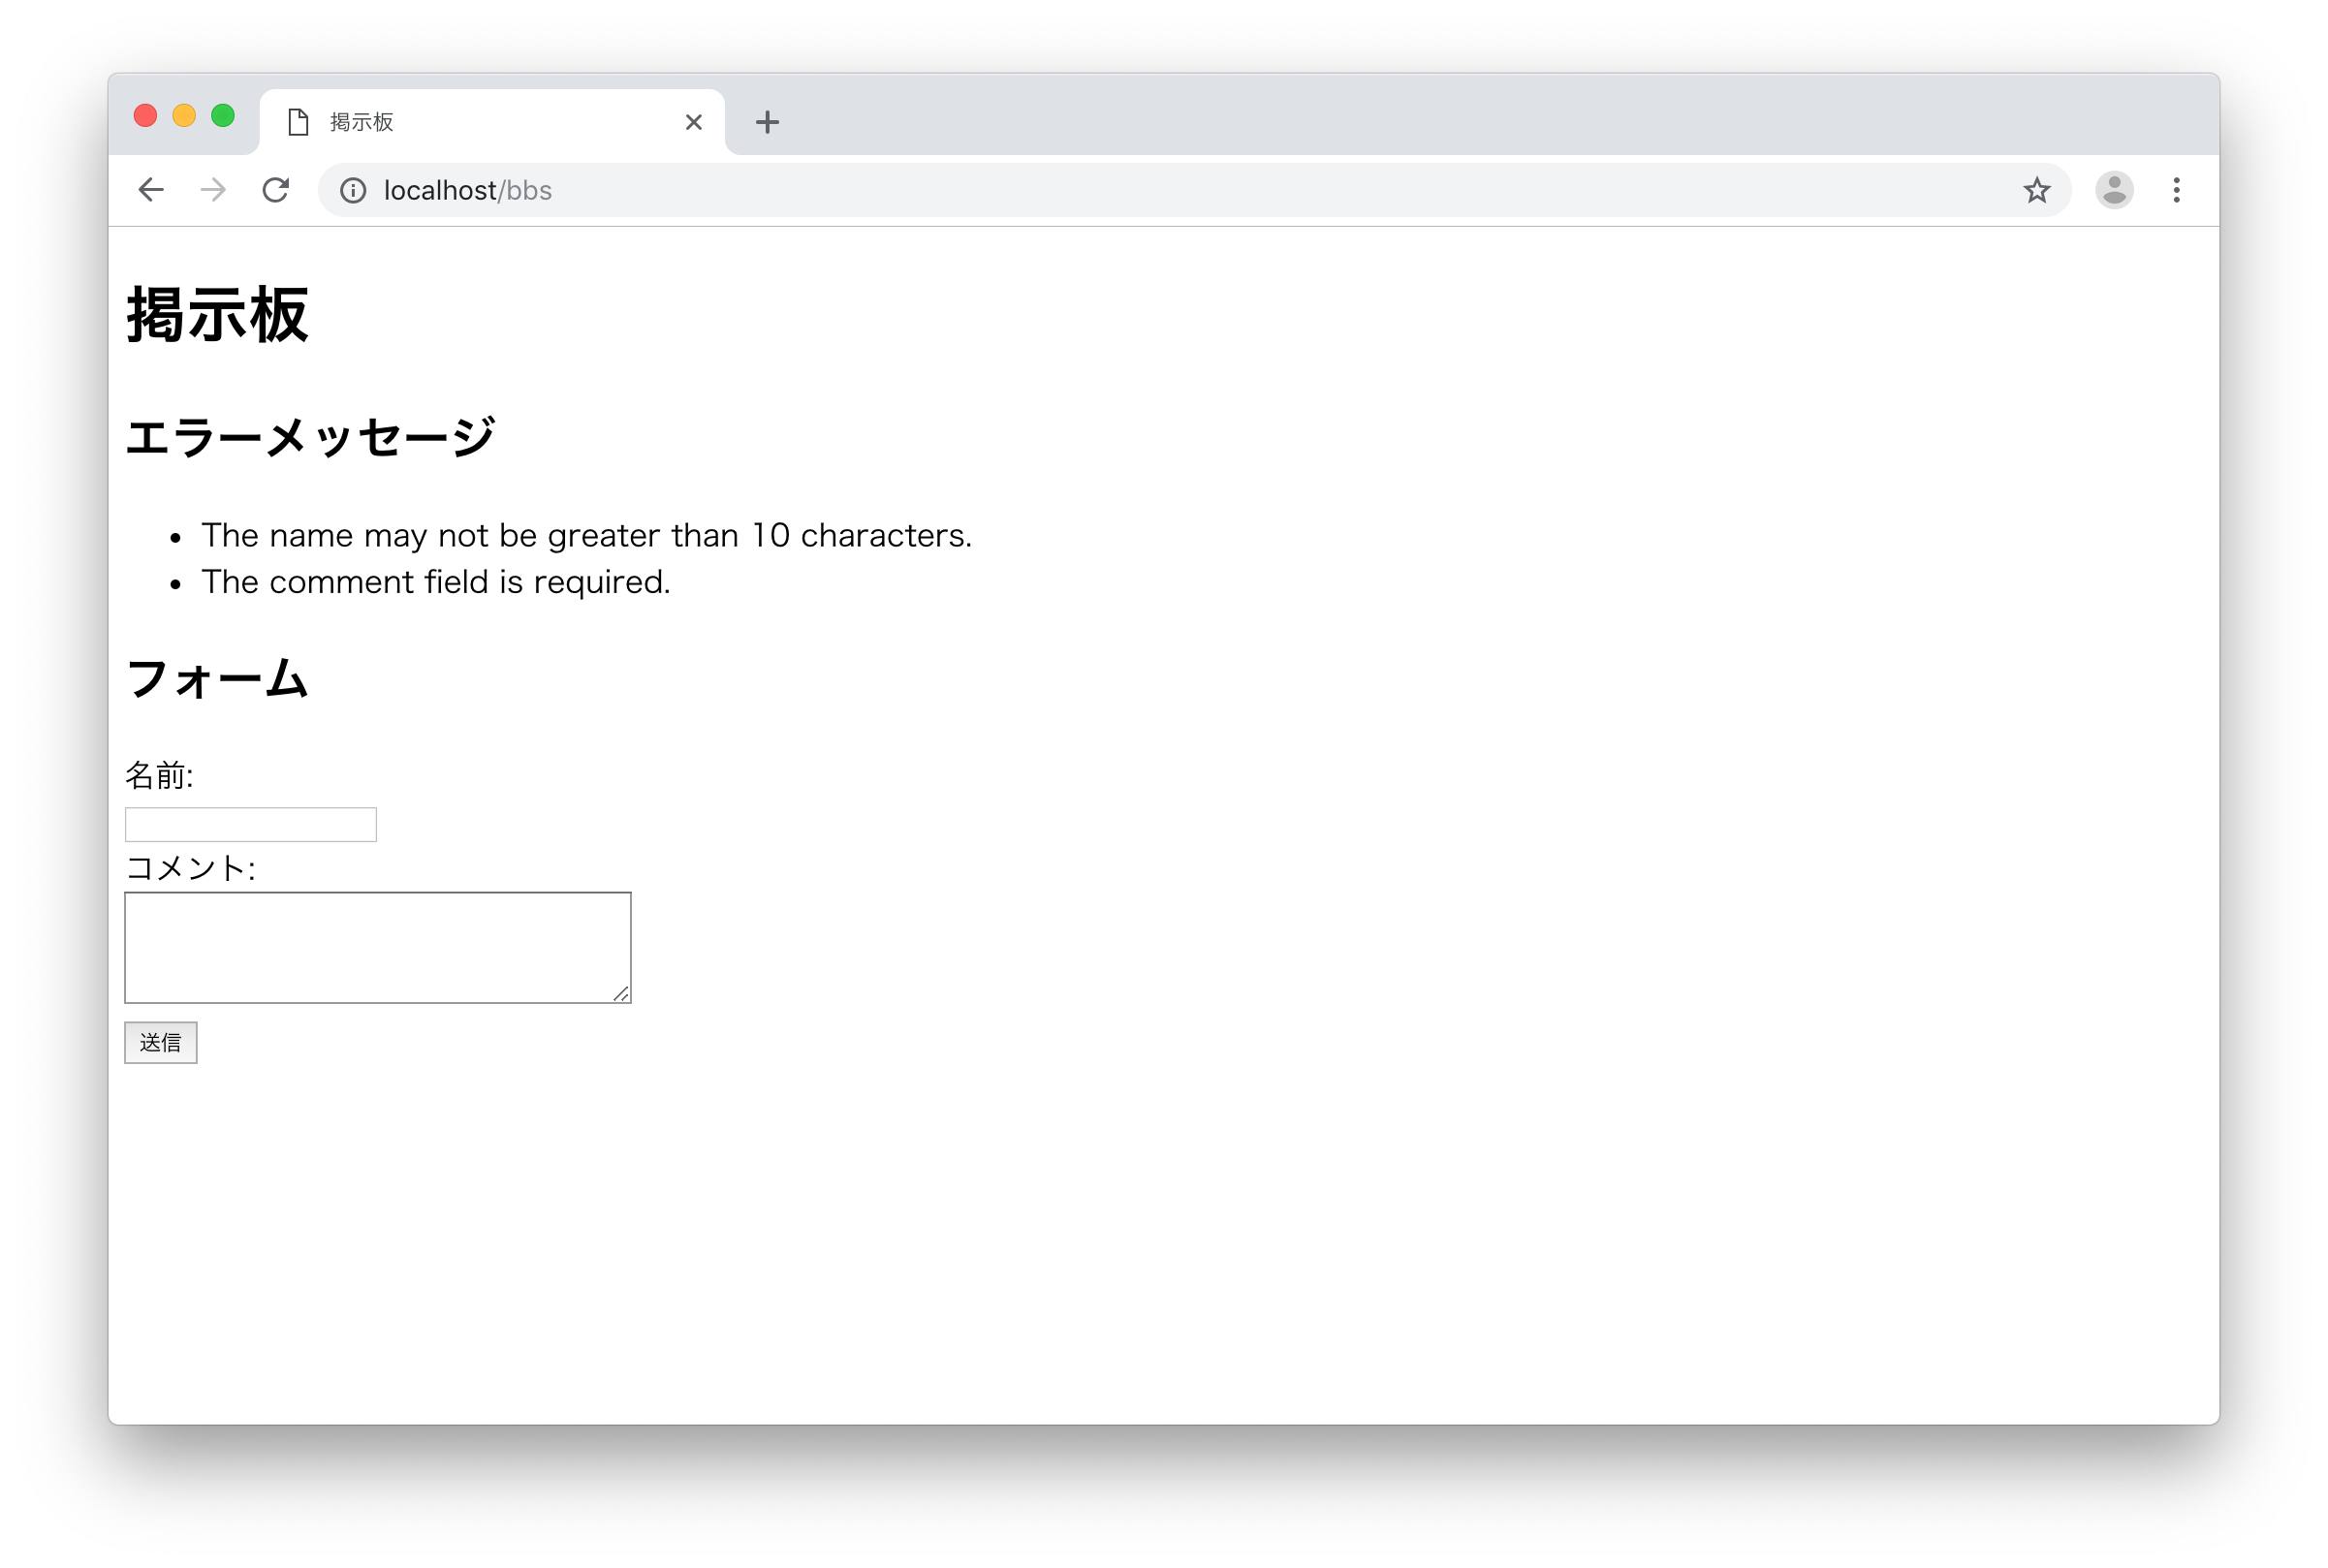 掲示板
localhost/bbs
掲示板
エラーメッセージ
The name may not be greater than 10 characters.
The comment field is required.
フォーム
名前:
コメント:
送信